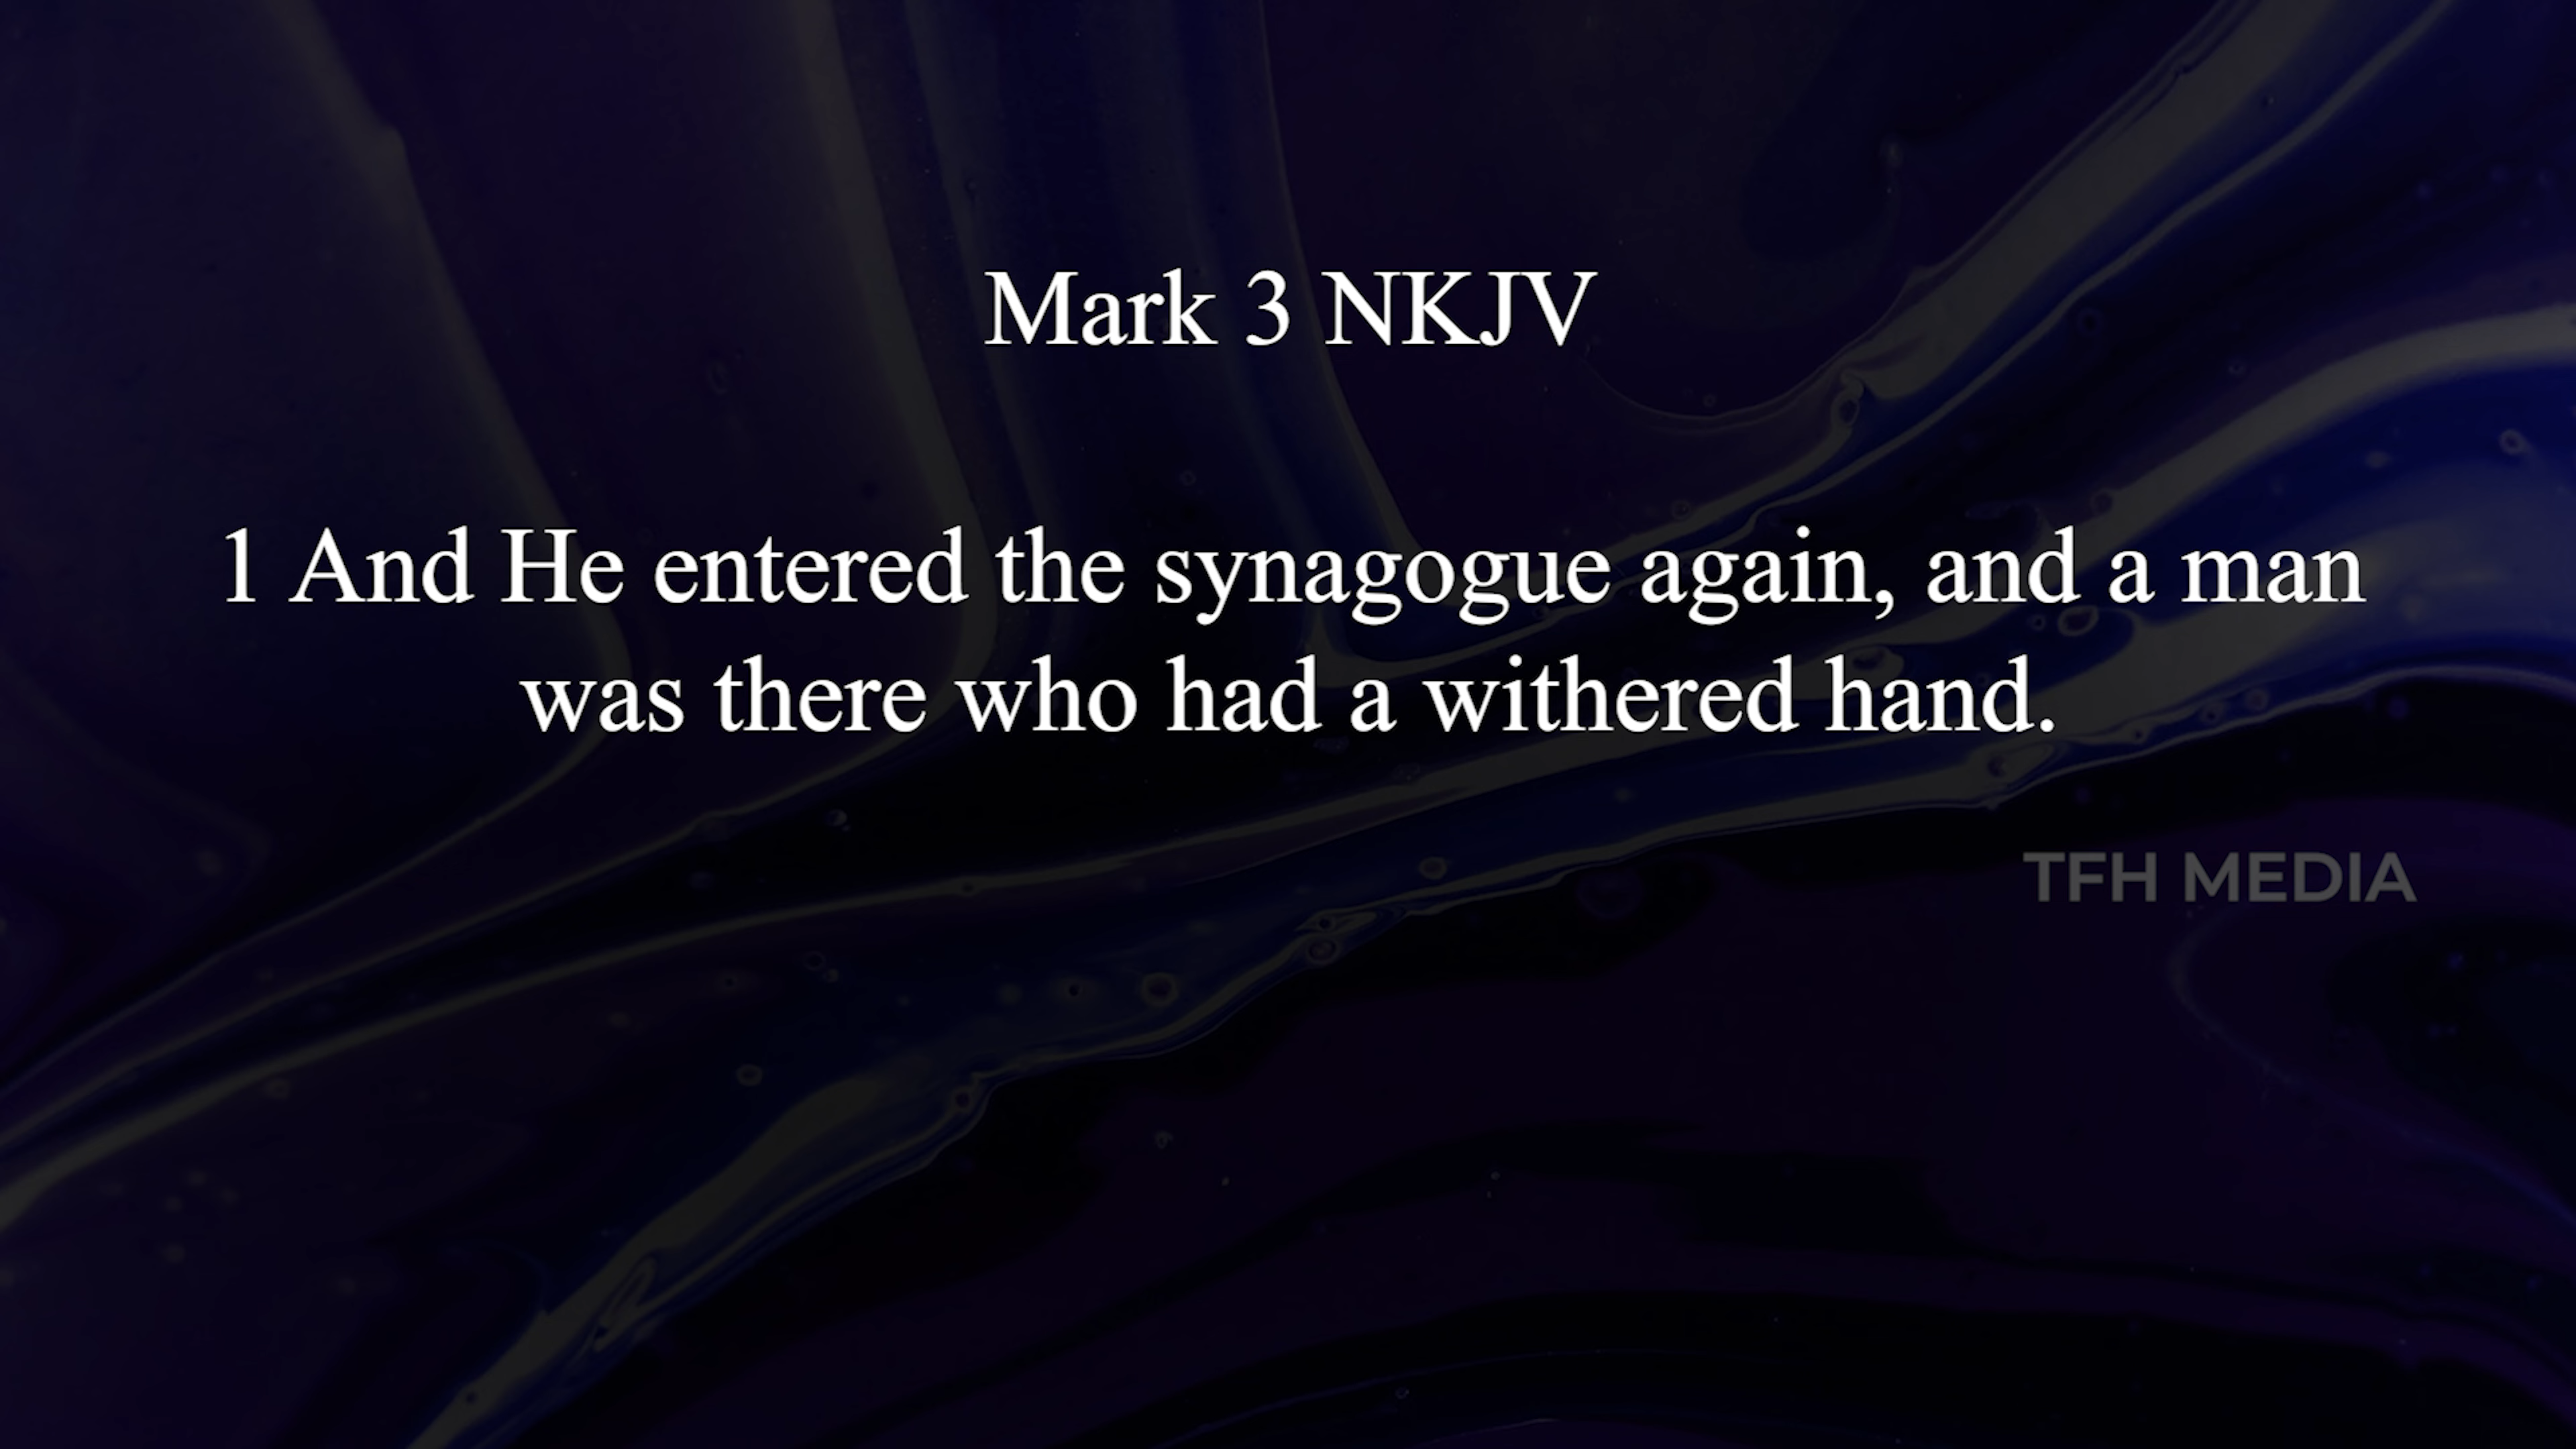 Mark 3 NKJV
1 And He entered the synagogue again, and a man
was there who had a withered hand.
TFH MEDIA